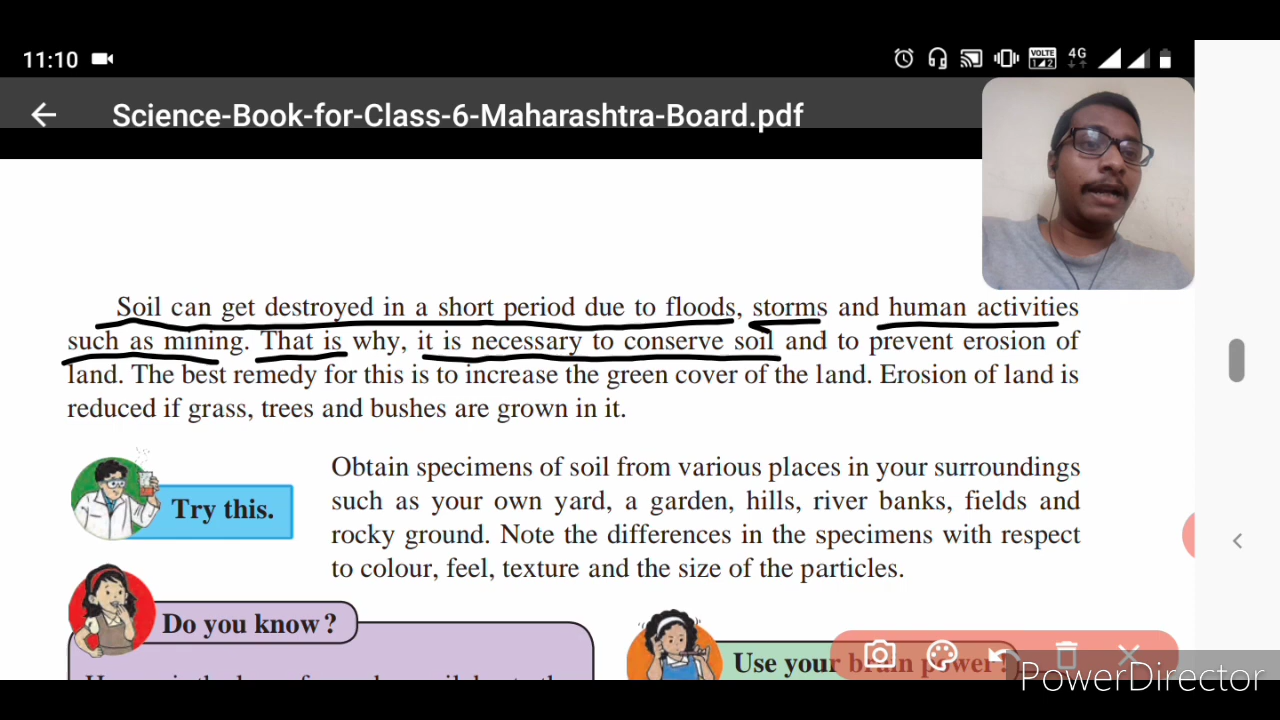 11:10
VOLTE
4G
1 2
Science-Book-for-Class-6-Maharashtra-Board.pdf
Soil can get destroyed in a short period due to floods, storms and human activities
such as mining. That is why, it is necessary to conserve soil and to prevent erosion of
land. The best remedy for this is to increase the green cover of the land. Erosion of land is
reduced if grass, trees and bushes are grown in it.
Try this.
Obtain specimens of soil from various places in your surroundings
such as your own yard, a garden, hills, river banks, fields and
rocky ground. Note the differences in the specimens with respect
to colour, feel, texture and the size of the particles.
Do you know?
Use your brain power!
PowerDirector